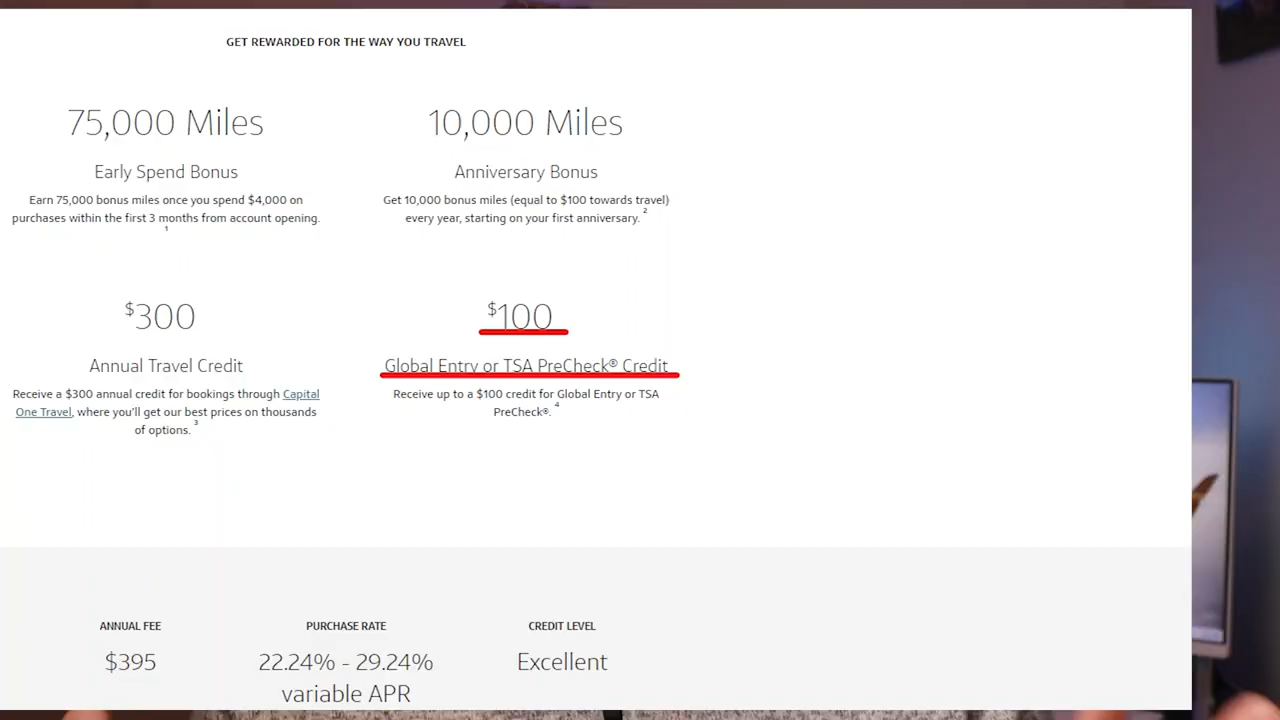 GET REWARDED FOR THE WAY YOU TRAVEL
75,000 Miles
Early Spend Bonus
Earn 75,000 bonus miles once you spend $4,000 on
purchases within the first 3 months from account opening.
1
10,000 Miles
Anniversary Bonus
Get 10,000 bonus miles (equal to $100 towards travel)
every year, starting on your first anniversary. 2
$300
Annual Travel Credit
Receive a $300 annual credit for bookings through Capital
One Travel, where you'll get our best prices on thousands
of options. 3
$100
Global Entry or TSA PreCheck® Credit
Receive up to a $100 credit for Global Entry or TSA
PreCheck®. 4
ANNUAL FEE
$395
PURCHASE RATE
22.24% - 29.24%
variable APR
CREDIT LEVEL
Excellent